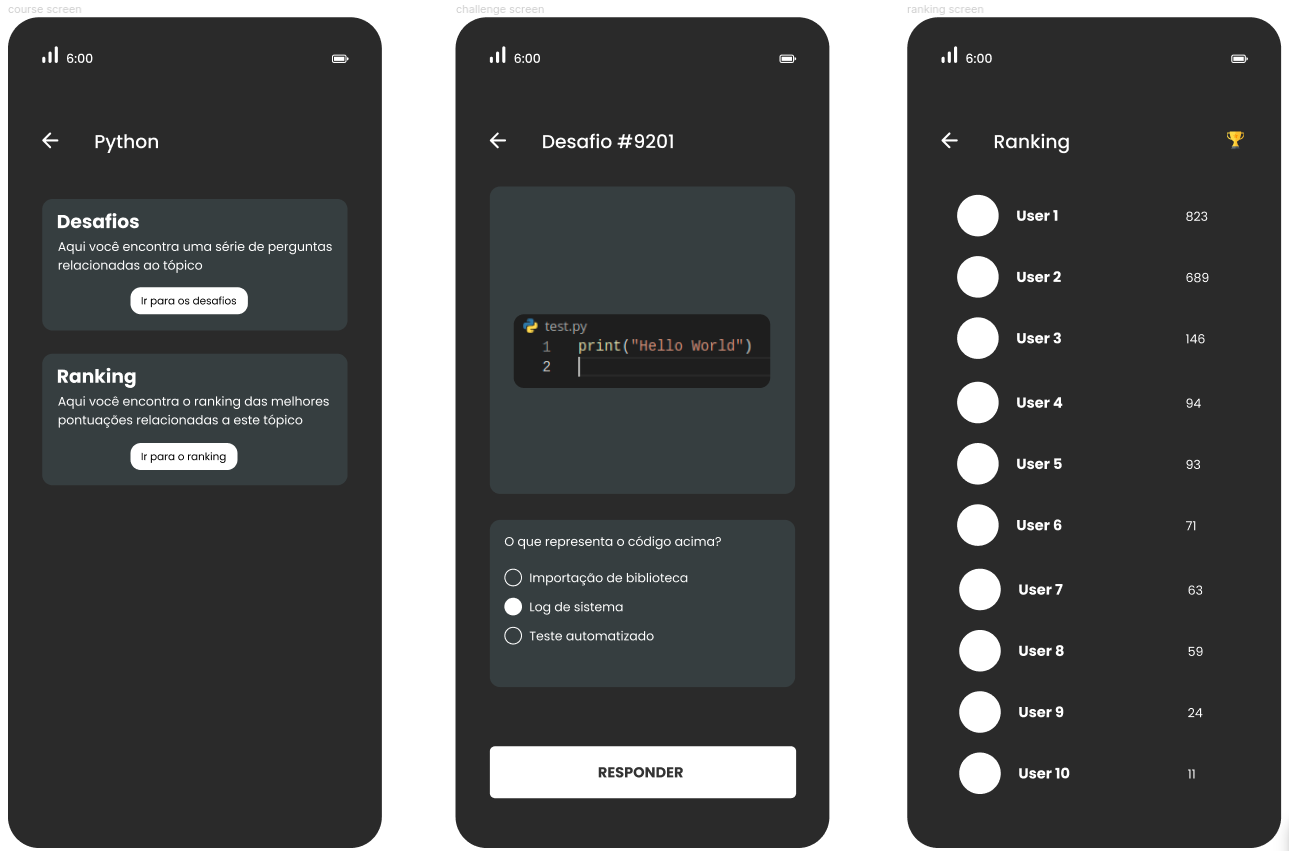 course screen
6:00
Python
Desafios
Aqui você encontra uma série de perguntas
relacionadas ao tópico
Ir para os desafios
Ranking
Aqui você encontra o ranking das melhores
pontuações relacionadas a este tópico
Ir para o ranking
challenge screen
6:00
Desafio #9201
test.py
1 print("Hello World")
2
O que representa o código acima?
Importação de biblioteca
Log de sistema
Teste automatizado
RESPONDER
ranking screen
6:00
Ranking
User 1 823
User 2 689
User 3 146
User 4 94
User 5 93
User 6 71
User 7 63
User 8 59
User 9 24
User 10 11